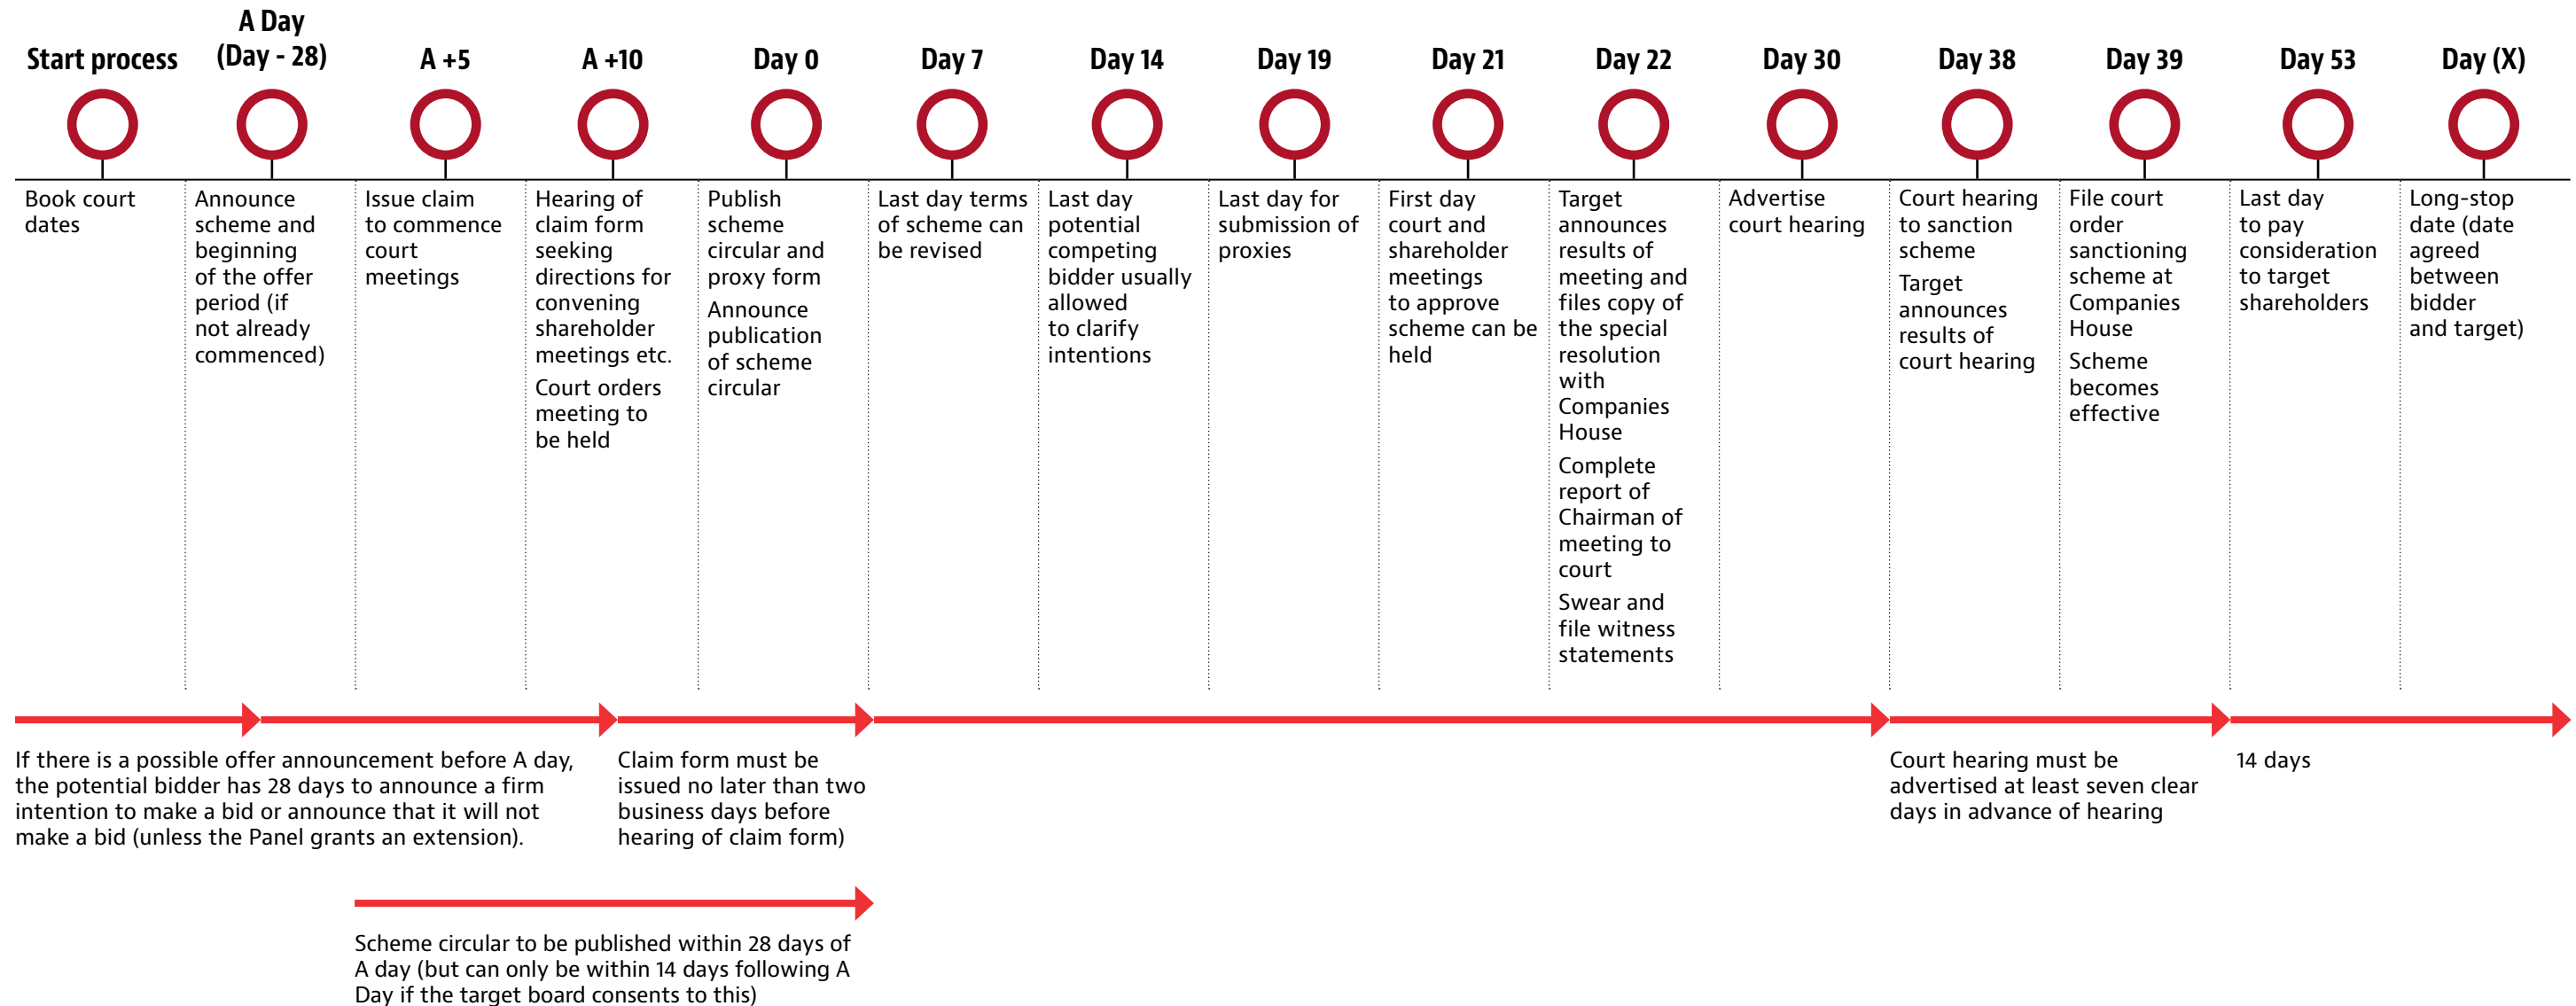 Start process
A Day
(Day - 28)
A +5
A +10
Day 0
Day 7
Day 14
Day 19
Day 21
Day 22
Day 30
Day 38
Day 39
Day 53
Day (X)
Book court
dates
Announce
scheme and
beginning
of the offer
period (if
not already
commenced)
Issue claim
to commence
court
meetings
Hearing of
claim form
seeking
directions for
convening
shareholder
meetings etc.
Court orders
meeting to
be held
Publish
scheme
circular and
proxy form
Announce
publication
of scheme
circular
Last day terms
of scheme can
be revised
Last day
potential
competing
bidder usually
allowed
to clarify
intentions
Last day for
submission of
proxies
First day
court and
shareholder
meetings
to approve
scheme can be
held
Target
announces
results of
meeting and
files copy of
the special
resolution
with
Companies
House
Complete
report of
Chairman of
meeting to
court
Swear and
file witness
statements
Advertise
court hearing
Court hearing
to sanction
scheme
Target
announces
results of
court hearing
File court
order
sanctioning
scheme at
Companies
House
Scheme
becomes
effective
Last day
to pay
consideration
to target
shareholders
Long-stop
date (date
agreed
between
bidder
and target)
If there is a possible offer announcement before A day,
the potential bidder has 28 days to announce a firm
intention to make a bid or announce that it will not
make a bid (unless the Panel grants an extension).
Claim form must be
issued no later than two
business days before
hearing of claim form)
Court hearing must be
advertised at least seven clear
days in advance of hearing
14 days
Scheme circular to be published within 28 days of
A day (but can only be within 14 days following A
Day if the target board consents to this)